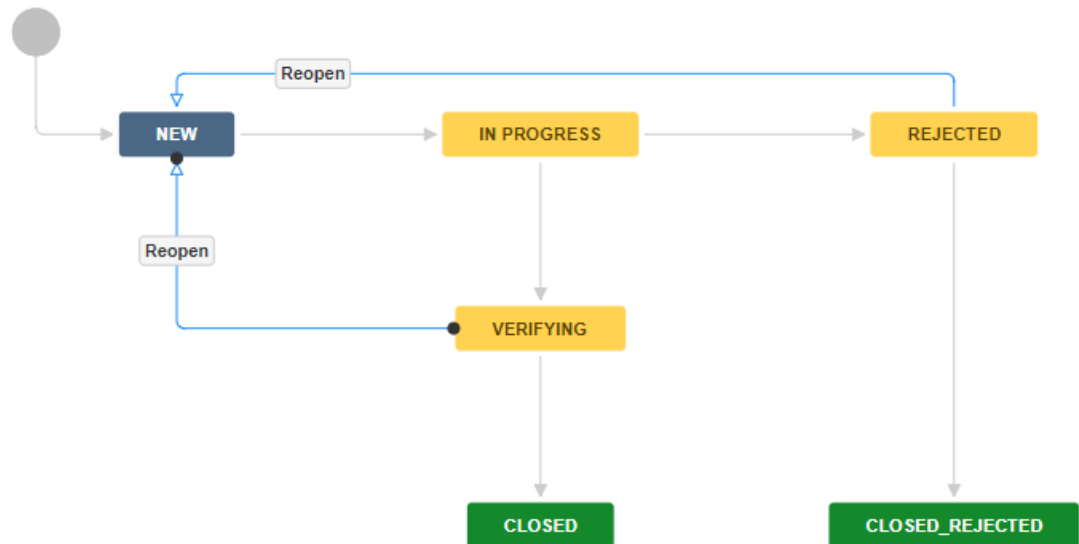 Reopen
NEW
IN PROGRESS
REJECTED
Reopen
VERIFYING
CLOSED
CLOSED_REJECTED